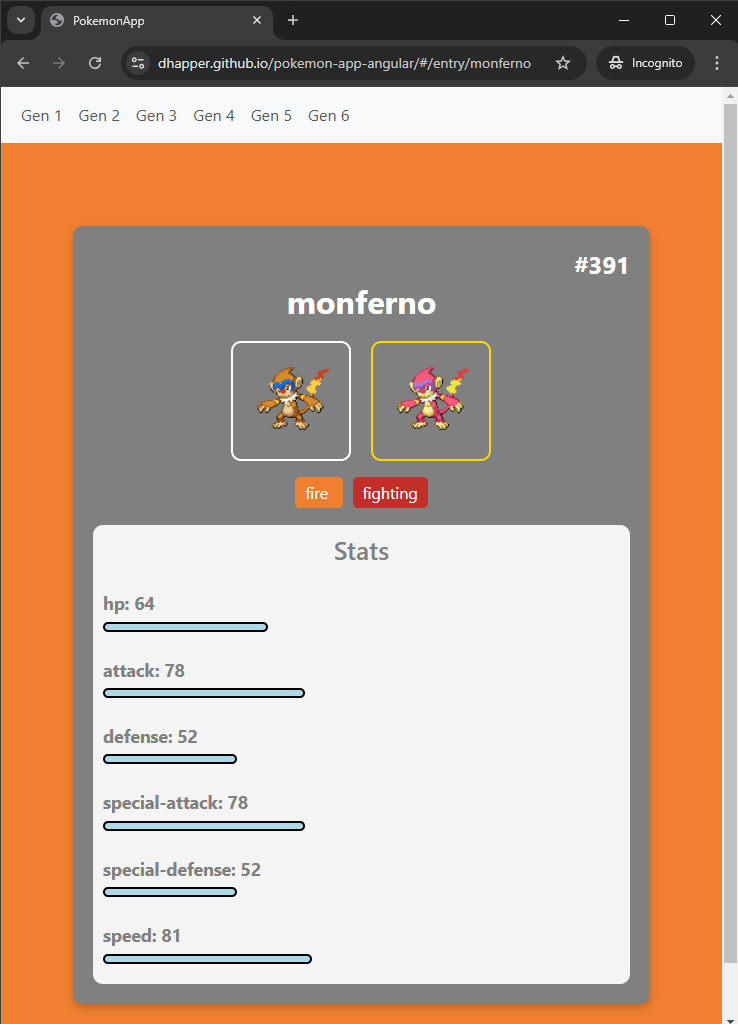 PokemonApp
dhapper.github.io/pokemon-app-angular/#/entry/monferno
Incognito
Gen 1 Gen 2 Gen 3 Gen 4 Gen 5 Gen 6
#391
monferno
fire fighting
Stats
hp: 64
attack: 78
defense: 52
special-attack: 78
special-defense: 52
speed: 81